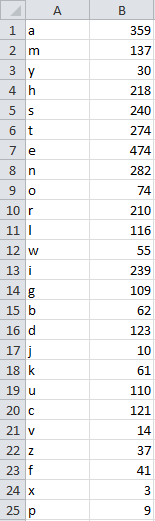 A B
1 a 359
2 m 137
3 y 30
4 h 218
5 s 240
6 t 274
7 e 474
8 n 282
9 o 74
10 r 210
11 l 116
12 w 55
13 i 239
14 g 109
15 b 62
16 d 123
17 j 10
18 k 61
19 u 110
20 c 121
21 v 14
22 z 37
23 f 41
24 x 3
25 p 9